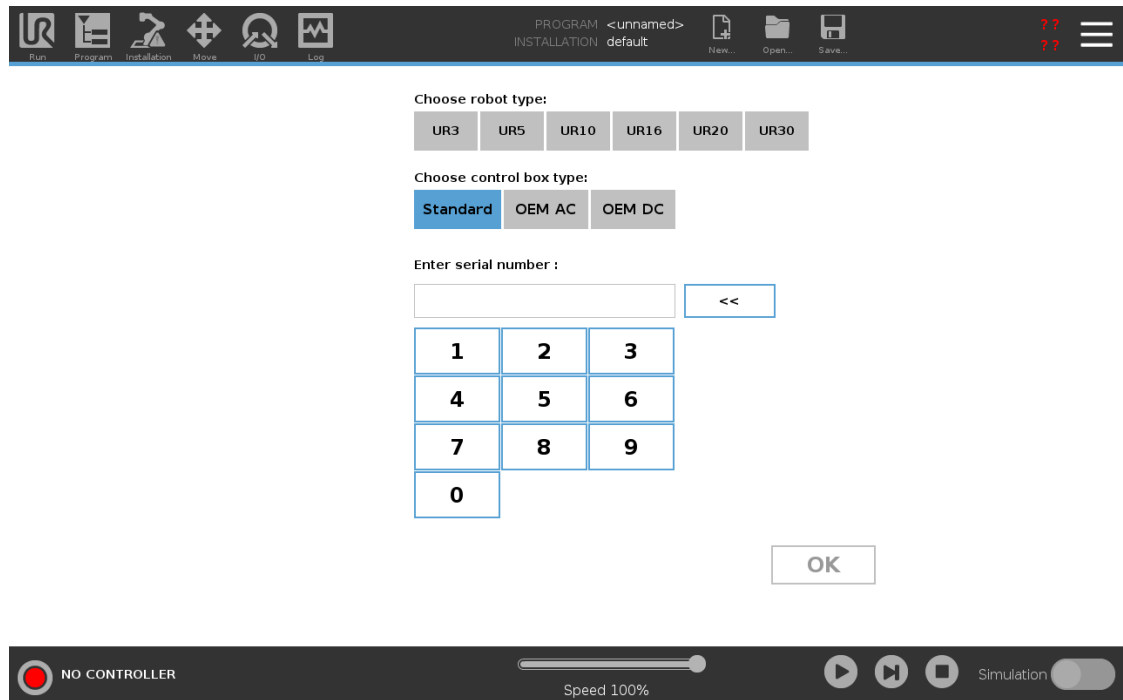 PROGRAM <unnamed>
INSTALLATION default
? ?
? ?
Run Program Installation Move I/O Log New... Open... Save...
Choose robot type:
UR3 UR5 UR10 UR16 UR20 UR30
Choose control box type:
Standard OEM AC OEM DC
Enter serial number :
<<
1 2 3
4 5 6
7 8 9
0
OK
NO CONTROLLER
Speed 100%
Simulation